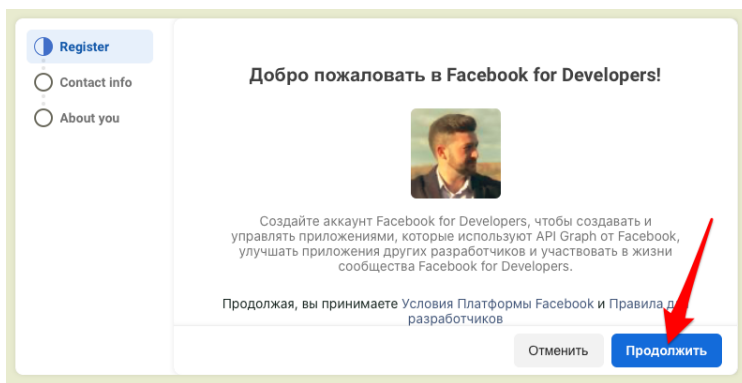 Register
Contact info
About you
Добро пожаловать в Facebook for Developers!
Создайте аккаунт Facebook for Developers, чтобы создавать и
управлять приложениями, которые используют API Graph от Facebook,
улучшать приложения других разработчиков и участвовать в жизни
сообщества Facebook for Developers.
Продолжая, вы принимаете Условия Платформы Facebook и Правила
разработчиков
Отменить
Продолжить